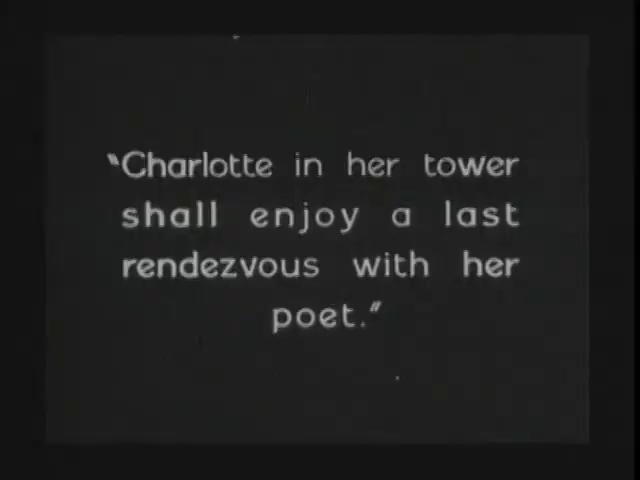 "Charlotte in her tower
shall enjoy a last
rendezvous with her
poet."